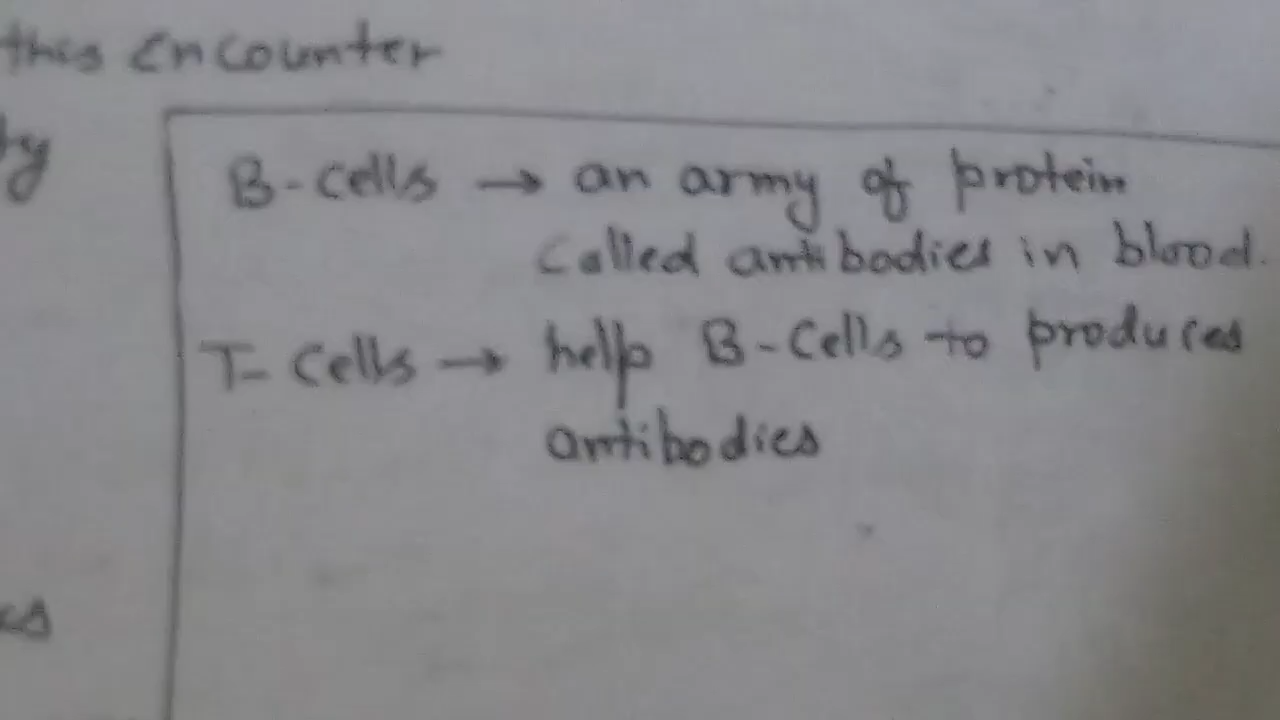 this encounter
B-cells → an army of protein
called antibodies in blood.
T-cells → help B-cells to produces
antibodies